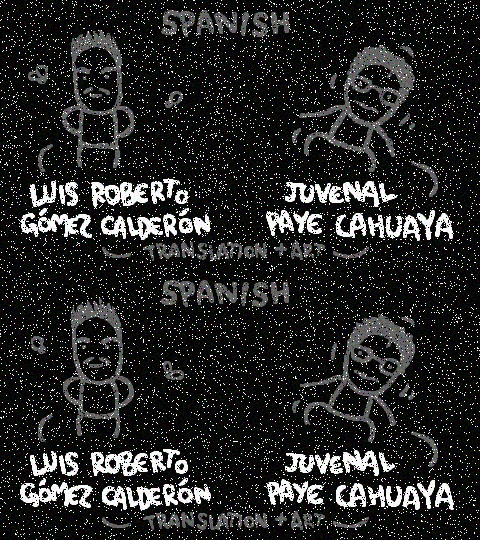 SPANISH
LUIS ROBERTO
GÓMEZ CALDERÓN
JUVENAL
PAYE CAHUAYA
TRANSLATION + ART
SPANISH
LUIS ROBERTO
GÓMEZ CALDERÓN
JUVENAL
PAYE CAHUAYA
TRANSLATION + ART